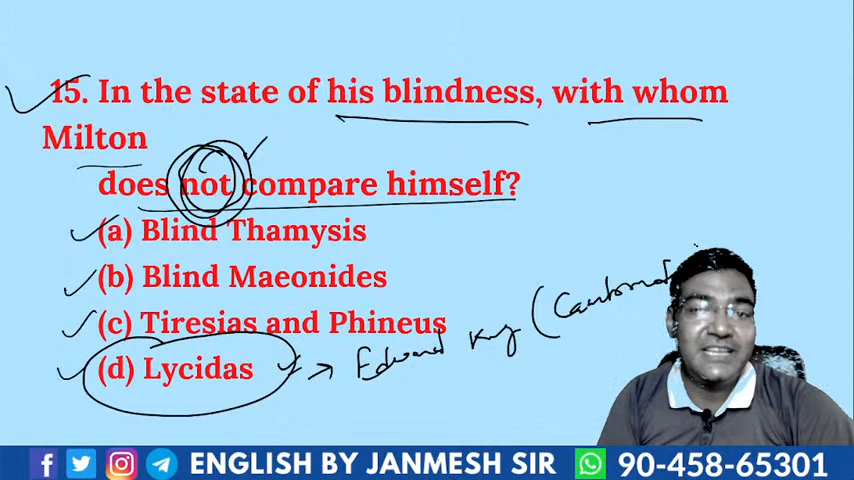 15. In the state of his blindness, with whom
Milton
does not compare himself?
(a) Blind Thamysis
(b) Blind Maeonides
(c) Tiresias and Phineus
(d) Lycidas → Edward King (
ENGLISH BY JANMESH SIR 90-458-65301